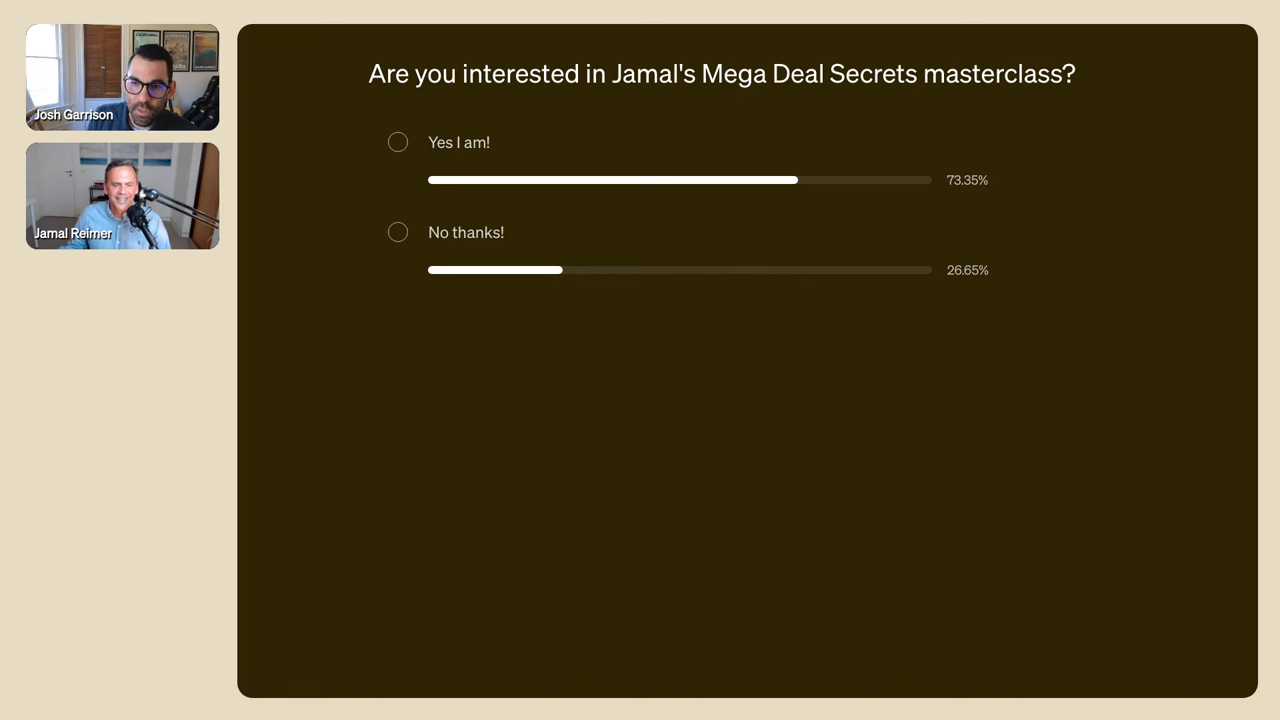 Josh Garrison
Jamal Reimer
Are you interested in Jamal's Mega Deal Secrets masterclass?
Yes I am!
73.35%
No thanks!
26.65%